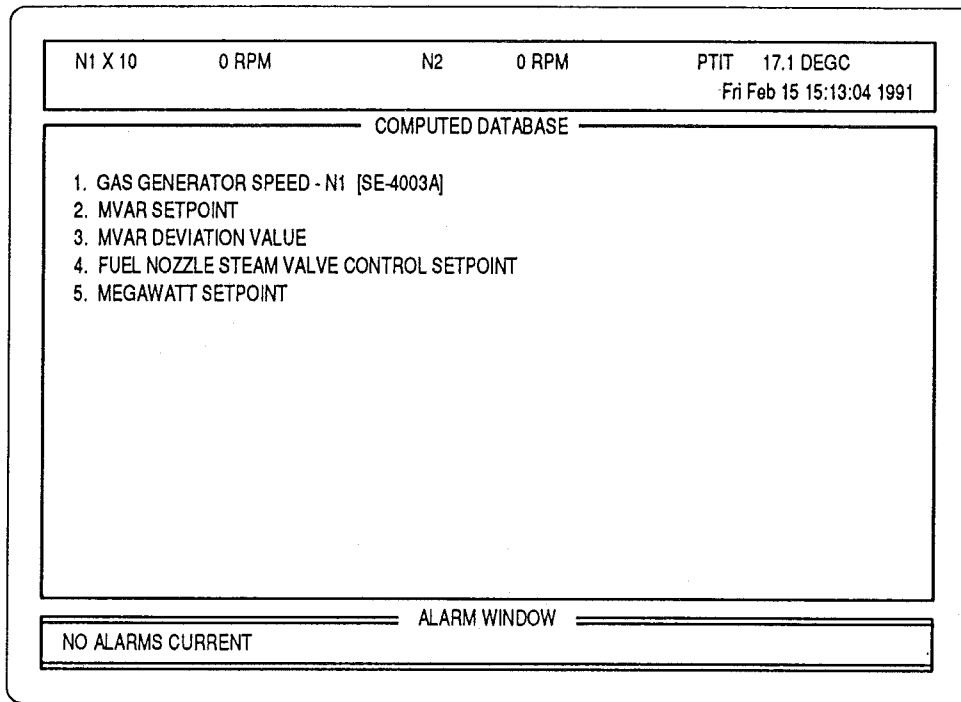 N1 X 10 0 RPM N2 0 RPM PTIT 17.1 DEGC
Fri Feb 15 15:13:04 1991
COMPUTED DATABASE
1. GAS GENERATOR SPEED - N1 [SE-4003A]
2. MVAR SETPOINT
3. MVAR DEVIATION VALUE
4. FUEL NOZZLE STEAM VALVE CONTROL SETPOINT
5. MEGAWATT SETPOINT
ALARM WINDOW
NO ALARMS CURRENT